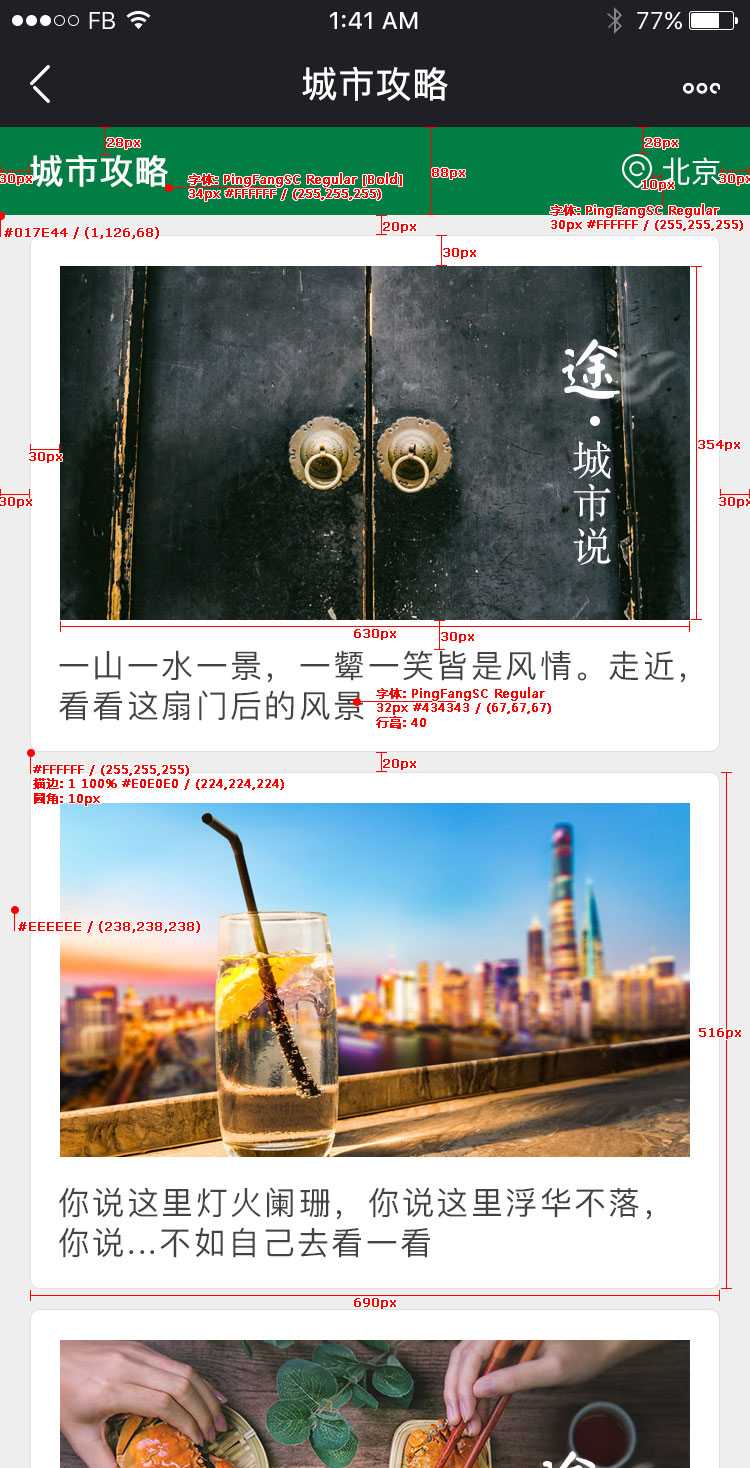 FB 1:41 AM 77%
城市攻略
28px 28px
30px 城市攻略 字体: PingFangSC Regular [Bold] 88px 北京 30px
34px #FFFFFF / (255,255,255) 10px
字体: PingFangSC Regular
30px #FFFFFF / (255,255,255)
#017E44 / (1,126,68) 20px
30px
途
·
城市说
354px
30px
30px 30px
630px 30px
一山一水一景，一颦一笑皆是风情。走近，
看看这扇门后的风景
字体: PingFangSC Regular
32px #434343 / (67,67,67)
行高: 40
#FFFFFF / (255,255,255) 20px
描边: 1 100% #E0E0E0 / (224,224,224)
圆角: 10px
#EEEEEE / (238,238,238)
516px
你说这里灯火阑珊，你说这里浮华不落，
你说...不如自己去看一看
690px